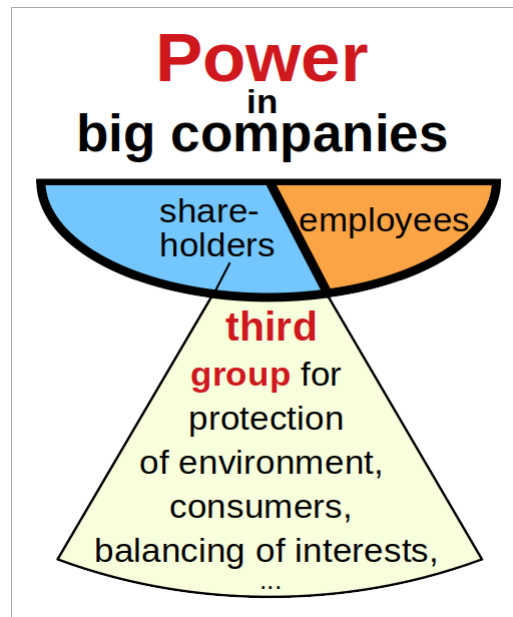 Power
in
big companies
share-
holders
employees
third
group for
protection
of environment,
consumers,
balancing of interests,
...